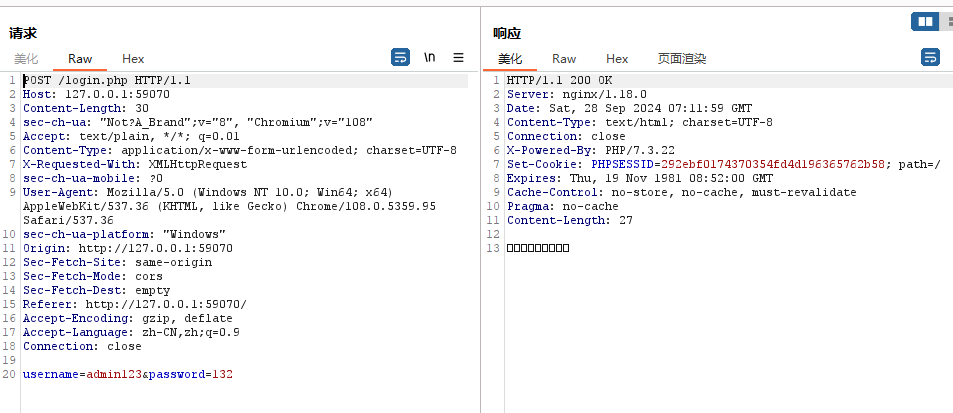 请求
美化 Raw Hex \n
1 POST /login.php HTTP/1.1
2 Host: 127.0.0.1:59070
3 Content-Length: 30
4 sec-ch-ua: "Not?A_Brand";v="8", "Chromium";v="108"
5 Accept: text/plain, */*; q=0.01
6 Content-Type: application/x-www-form-urlencoded; charset=UTF-8
7 X-Requested-With: XMLHttpRequest
8 sec-ch-ua-mobile: ?0
9 User-Agent: Mozilla/5.0 (Windows NT 10.0; Win64; x64)
AppleWebKit/537.36 (KHTML, like Gecko) Chrome/108.0.5359.95
Safari/537.36
10 sec-ch-ua-platform: "Windows"
11 Origin: http://127.0.0.1:59070
12 Sec-Fetch-Site: same-origin
13 Sec-Fetch-Mode: cors
14 Sec-Fetch-Dest: empty
15 Referer: http://127.0.0.1:59070/
16 Accept-Encoding: gzip, deflate
17 Accept-Language: zh-CN,zh;q=0.9
18 Connection: close
19
20 username=admin123&password=132
响应
美化 Raw Hex 页面渲染
1 HTTP/1.1 200 OK
2 Server: nginx/1.18.0
3 Date: Sat, 28 Sep 2024 07:11:59 GMT
4 Content-Type: text/html; charset=UTF-8
5 Connection: close
6 X-Powered-By: PHP/7.3.22
7 Set-Cookie: PHPSESSID=292ebf0174370354fd4d196365762b58; path=/
8 Expires: Thu, 19 Nov 1981 08:52:00 GMT
9 Cache-Control: no-store, no-cache, must-revalidate
10 Pragma: no-cache
11 Content-Length: 27
12
13 □□□□□□□□□